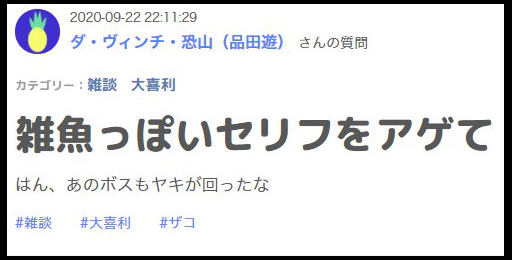 2020-09-22 22:11:29
ダ・ヴィンチ・恐山（品田遊） さんの質問
カテゴリー：雑談 大喜利
雑魚っぽいセリフをアゲて
はん、あのボスもヤキが回ったな
#雑談 #大喜利 #ザコ